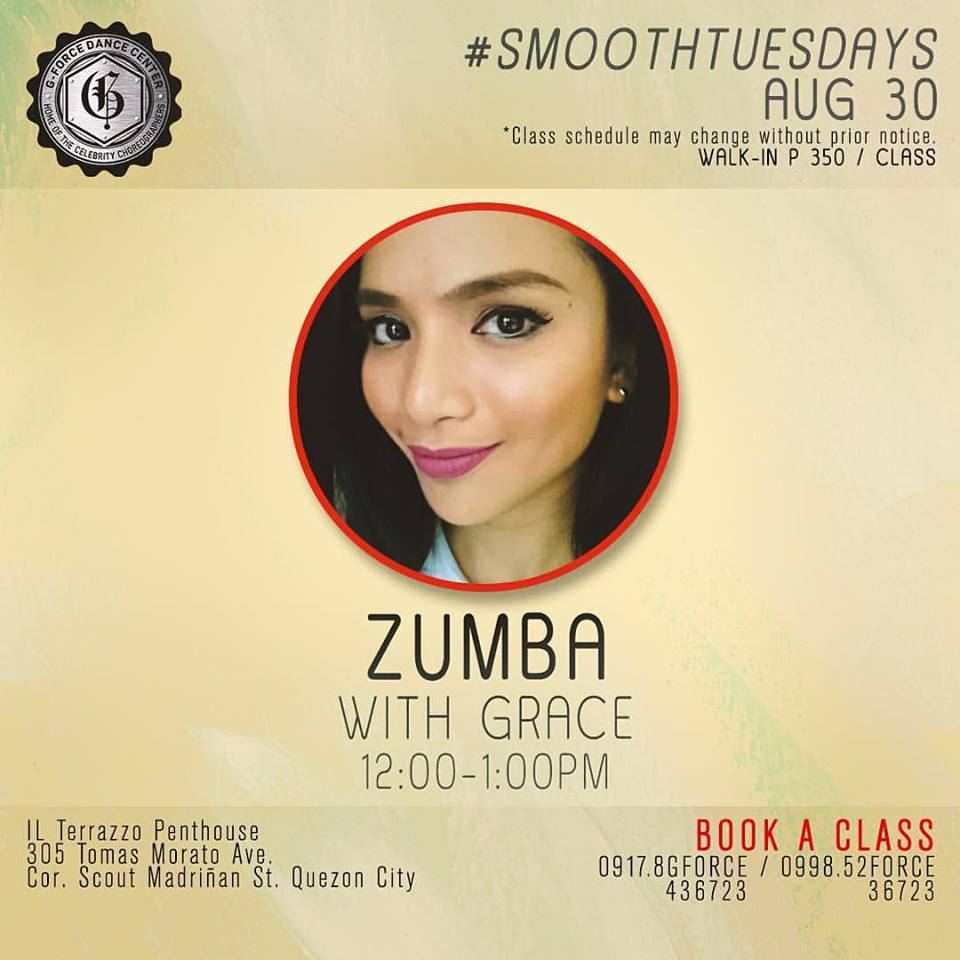 G-FORCE DANCE CENTER
G
HOME OF THE CELEBRITY CHOREOGRAPHERS
#SMOOTHTUESDAYS
AUG 30
*Class schedule may change without prior notice.
WALK-IN P 350 / CLASS
ZUMBA
WITH GRACE
12:00-1:00PM
IL Terrazzo Penthouse
305 Tomas Morato Ave.
Cor. Scout Madriñan St. Quezon City
BOOK A CLASS
0917.8GFORCE / 0998.52FORCE
436723 36723